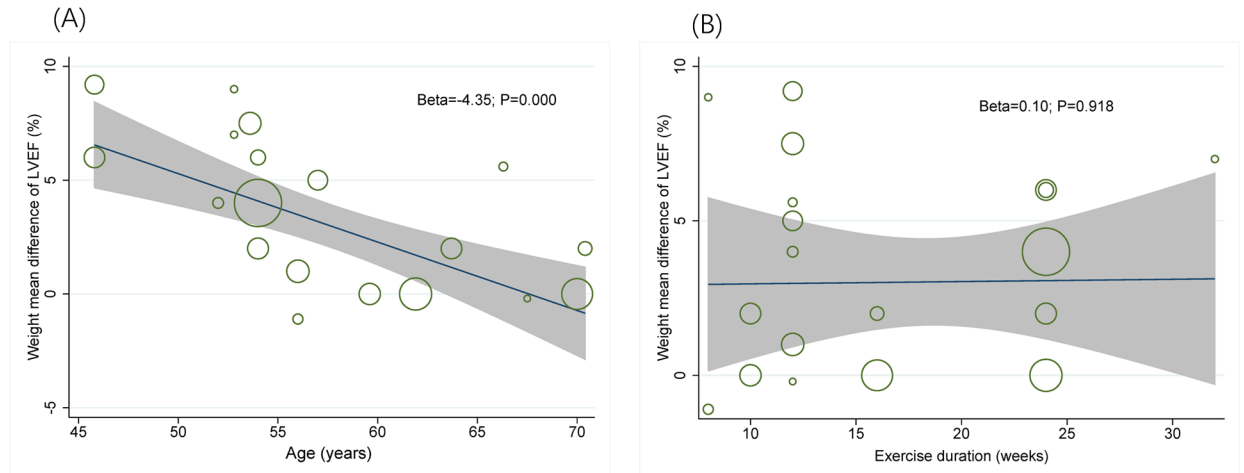 (A)
(B)
Beta=-4.35; P=0.000
Weight mean difference of LVEF (%)
10
5
0
-5
45 50 55 60 65 70
Age (years)
Beta=0.10; P=0.918
Weight mean difference of LVEF (%)
10
5
0
10 15 20 25 30
Exercise duration (weeks)